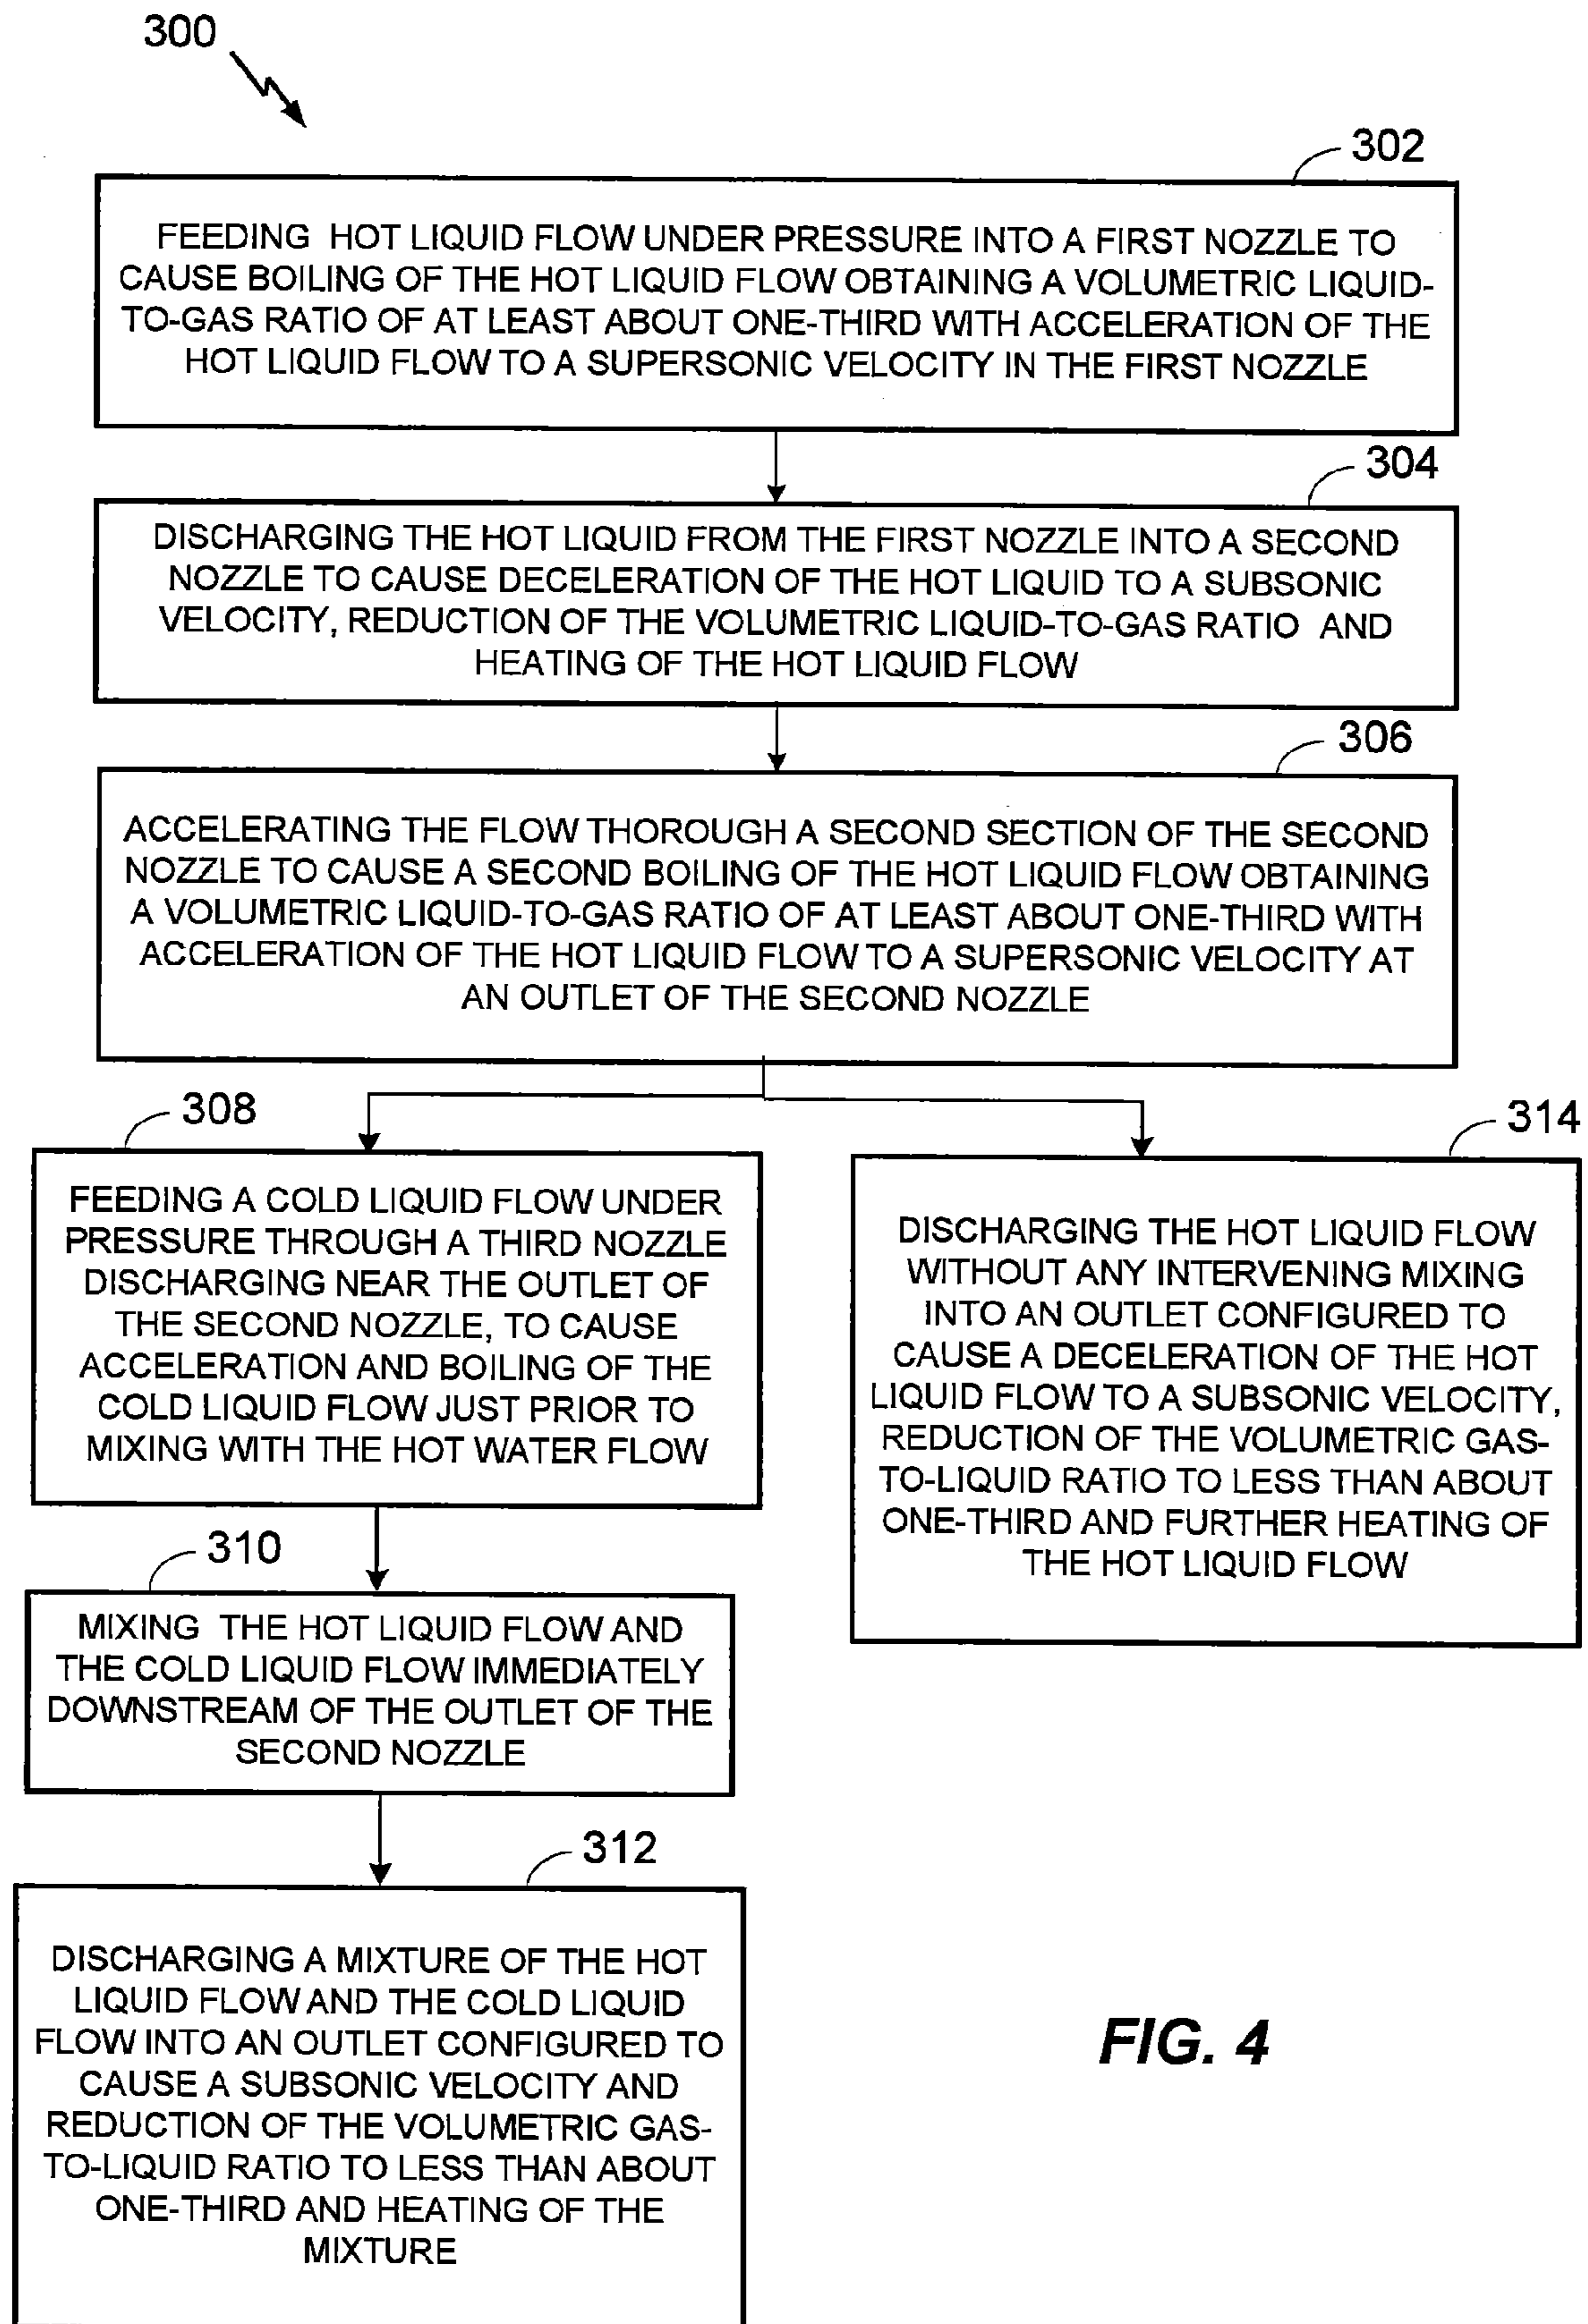 300
302
FEEDING HOT LIQUID FLOW UNDER PRESSURE INTO A FIRST NOZZLE TO
CAUSE BOILING OF THE HOT LIQUID FLOW OBTAINING A VOLUMETRIC LIQUID-
TO-GAS RATIO OF AT LEAST ABOUT ONE-THIRD WITH ACCELERATION OF THE
HOT LIQUID FLOW TO A SUPERSONIC VELOCITY IN THE FIRST NOZZLE
304
DISCHARGING THE HOT LIQUID FROM THE FIRST NOZZLE INTO A SECOND
NOZZLE TO CAUSE DECELERATION OF THE HOT LIQUID TO A SUBSONIC
VELOCITY, REDUCTION OF THE VOLUMETRIC LIQUID-TO-GAS RATIO AND
HEATING OF THE HOT LIQUID FLOW
306
ACCELERATING THE FLOW THOROUGH A SECOND SECTION OF THE SECOND
NOZZLE TO CAUSE A SECOND BOILING OF THE HOT LIQUID FLOW OBTAINING
A VOLUMETRIC LIQUID-TO-GAS RATIO OF AT LEAST ABOUT ONE-THIRD WITH
ACCELERATION OF THE HOT LIQUID FLOW TO A SUPERSONIC VELOCITY AT
AN OUTLET OF THE SECOND NOZZLE
308
FEEDING A COLD LIQUID FLOW UNDER
PRESSURE THROUGH A THIRD NOZZLE
DISCHARGING NEAR THE OUTLET OF
THE SECOND NOZZLE, TO CAUSE
ACCELERATION AND BOILING OF THE
COLD LIQUID FLOW JUST PRIOR TO
MIXING WITH THE HOT WATER FLOW
314
DISCHARGING THE HOT LIQUID FLOW
WITHOUT ANY INTERVENING MIXING
INTO AN OUTLET CONFIGURED TO
CAUSE A DECELERATION OF THE HOT
LIQUID FLOW TO A SUBSONIC VELOCITY,
REDUCTION OF THE VOLUMETRIC GAS-
TO-LIQUID RATIO TO LESS THAN ABOUT
ONE-THIRD AND FURTHER HEATING OF
THE HOT LIQUID FLOW
310
MIXING THE HOT LIQUID FLOW AND
THE COLD LIQUID FLOW IMMEDIATELY
DOWNSTREAM OF THE OUTLET OF THE
SECOND NOZZLE
312
DISCHARGING A MIXTURE OF THE HOT
LIQUID FLOW AND THE COLD LIQUID
FLOW INTO AN OUTLET CONFIGURED TO
CAUSE A SUBSONIC VELOCITY AND
REDUCTION OF THE VOLUMETRIC GAS-
TO-LIQUID RATIO TO LESS THAN ABOUT
ONE-THIRD AND HEATING OF THE
MIXTURE
FIG. 4